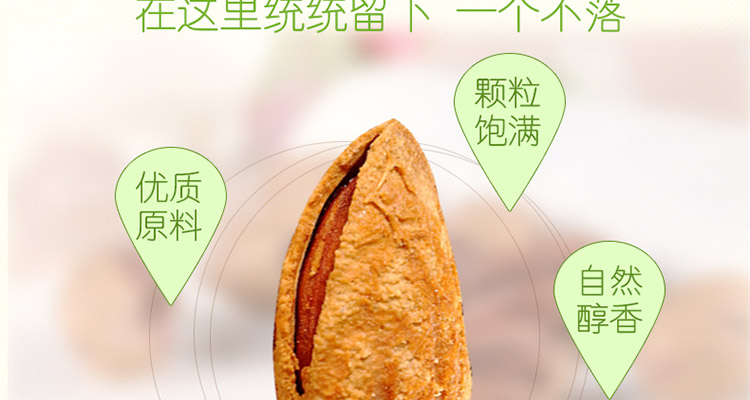 在这里统统留下 一个不落
颗粒
饱满
优质
原料
自然
醇香